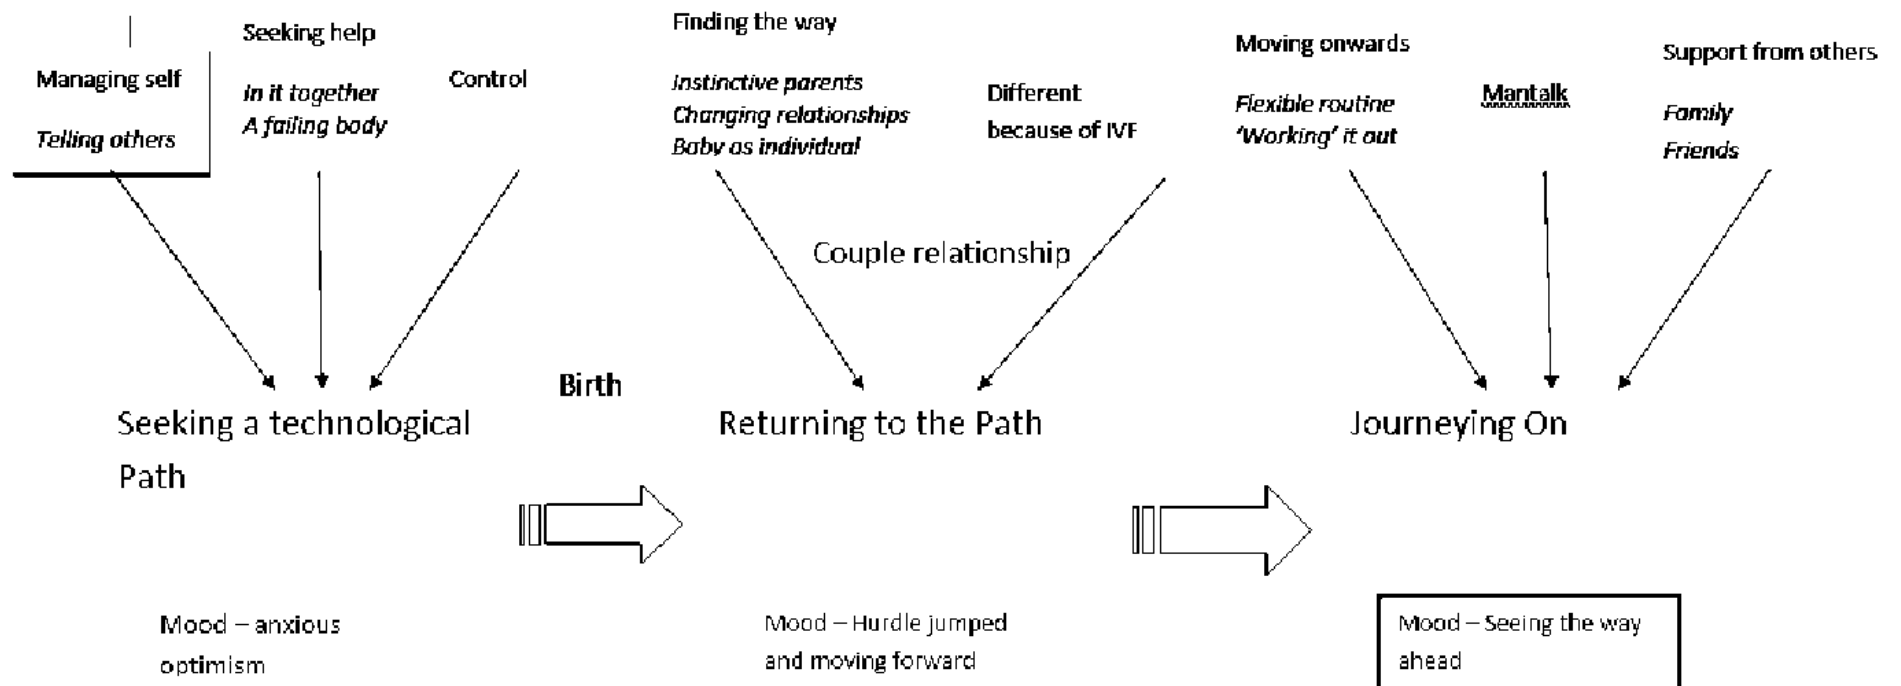 Managing self
Telling others
Seeking help
In it together
A failing body
Control
Finding the way
Instinctive parents
Changing relationships
Baby as individual
Different
because of IVF
Moving onwards
Flexible routine
‘Working’ it out
Mantalk
Support from others
Family
Friends
Couple relationship
Birth
Seeking a technological
Path
Returning to the Path
Journeying On
Mood – anxious
optimism
Mood – Hurdle jumped
and moving forward
Mood – Seeing the way
ahead